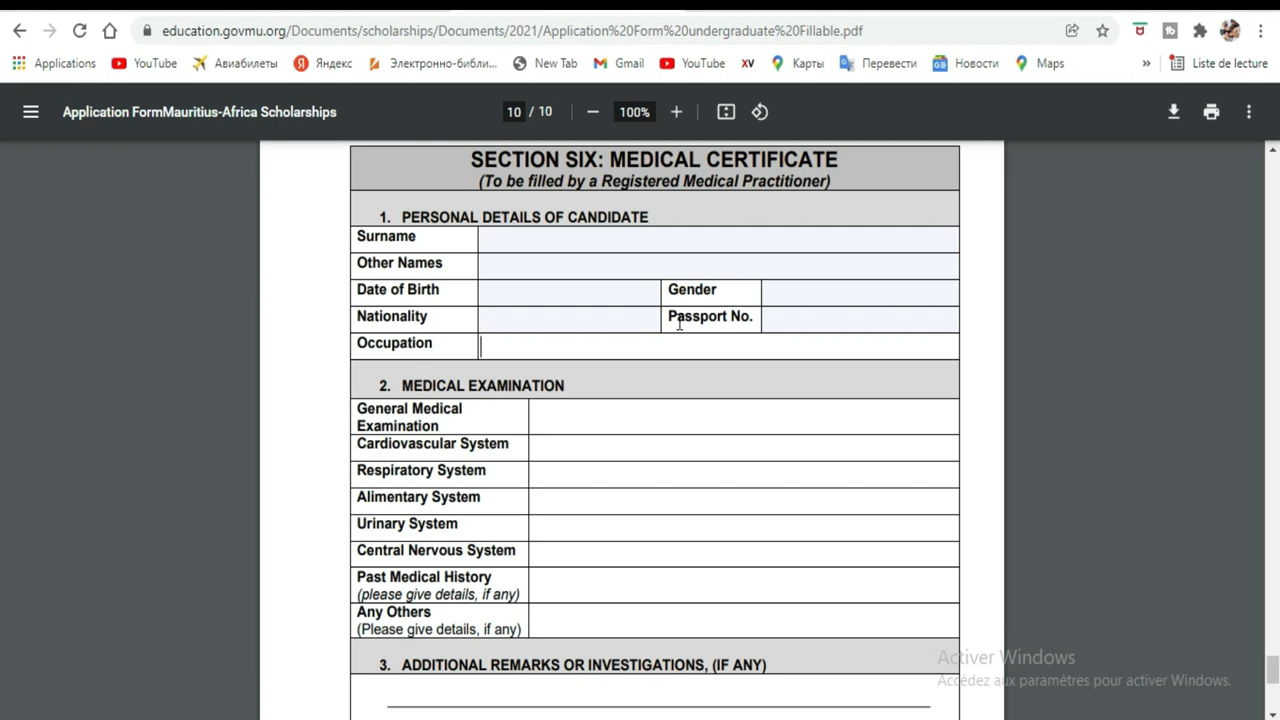 education.govmu.org/Documents/scholarships/Documents/2021/Application%20Form%20undergraduate%20Fillable.pdf
Applications YouTube Авиабилеты Яндекс Электронно-библи... New Tab Gmail YouTube XV Карты Перевести Новости Maps » Liste de lecture
Application FormMauritius-Africa Scholarships 10 / 10 100%
SECTION SIX: MEDICAL CERTIFICATE
(To be filled by a Registered Medical Practitioner)
1. PERSONAL DETAILS OF CANDIDATE
Surname
Other Names
Date of Birth Gender
Nationality Passport No.
Occupation
2. MEDICAL EXAMINATION
General Medical
Examination
Cardiovascular System
Respiratory System
Alimentary System
Urinary System
Central Nervous System
Past Medical History
(please give details, if any)
Any Others
(Please give details, if any)
3. ADDITIONAL REMARKS OR INVESTIGATIONS, (IF ANY)
Activer Windows
Accédez aux paramètres pour activer Windows.